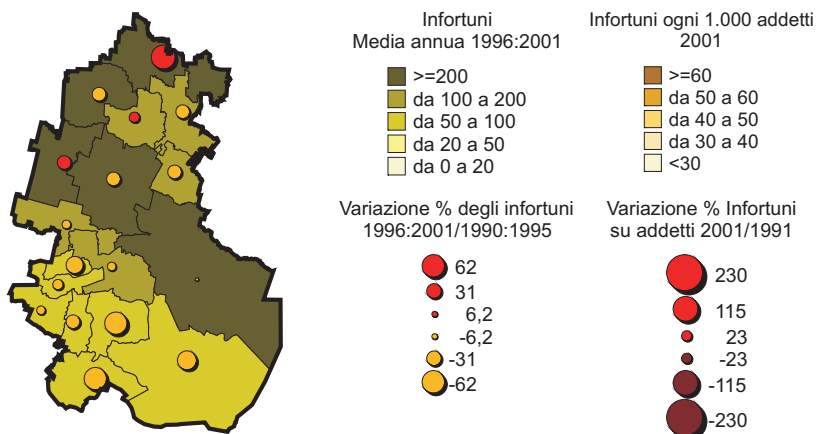 Infortuni
Media annua 1996:2001
>=200
da 100 a 200
da 50 a 100
da 20 a 50
da 0 a 20
Infortuni ogni 1.000 addetti
2001
>=60
da 50 a 60
da 40 a 50
da 30 a 40
<30
Variazione % degli infortuni
1996:2001/1990:1995
62
31
6,2
-6,2
-31
-62
Variazione % Infortuni
su addetti 2001/1991
230
115
23
-23
-115
-230